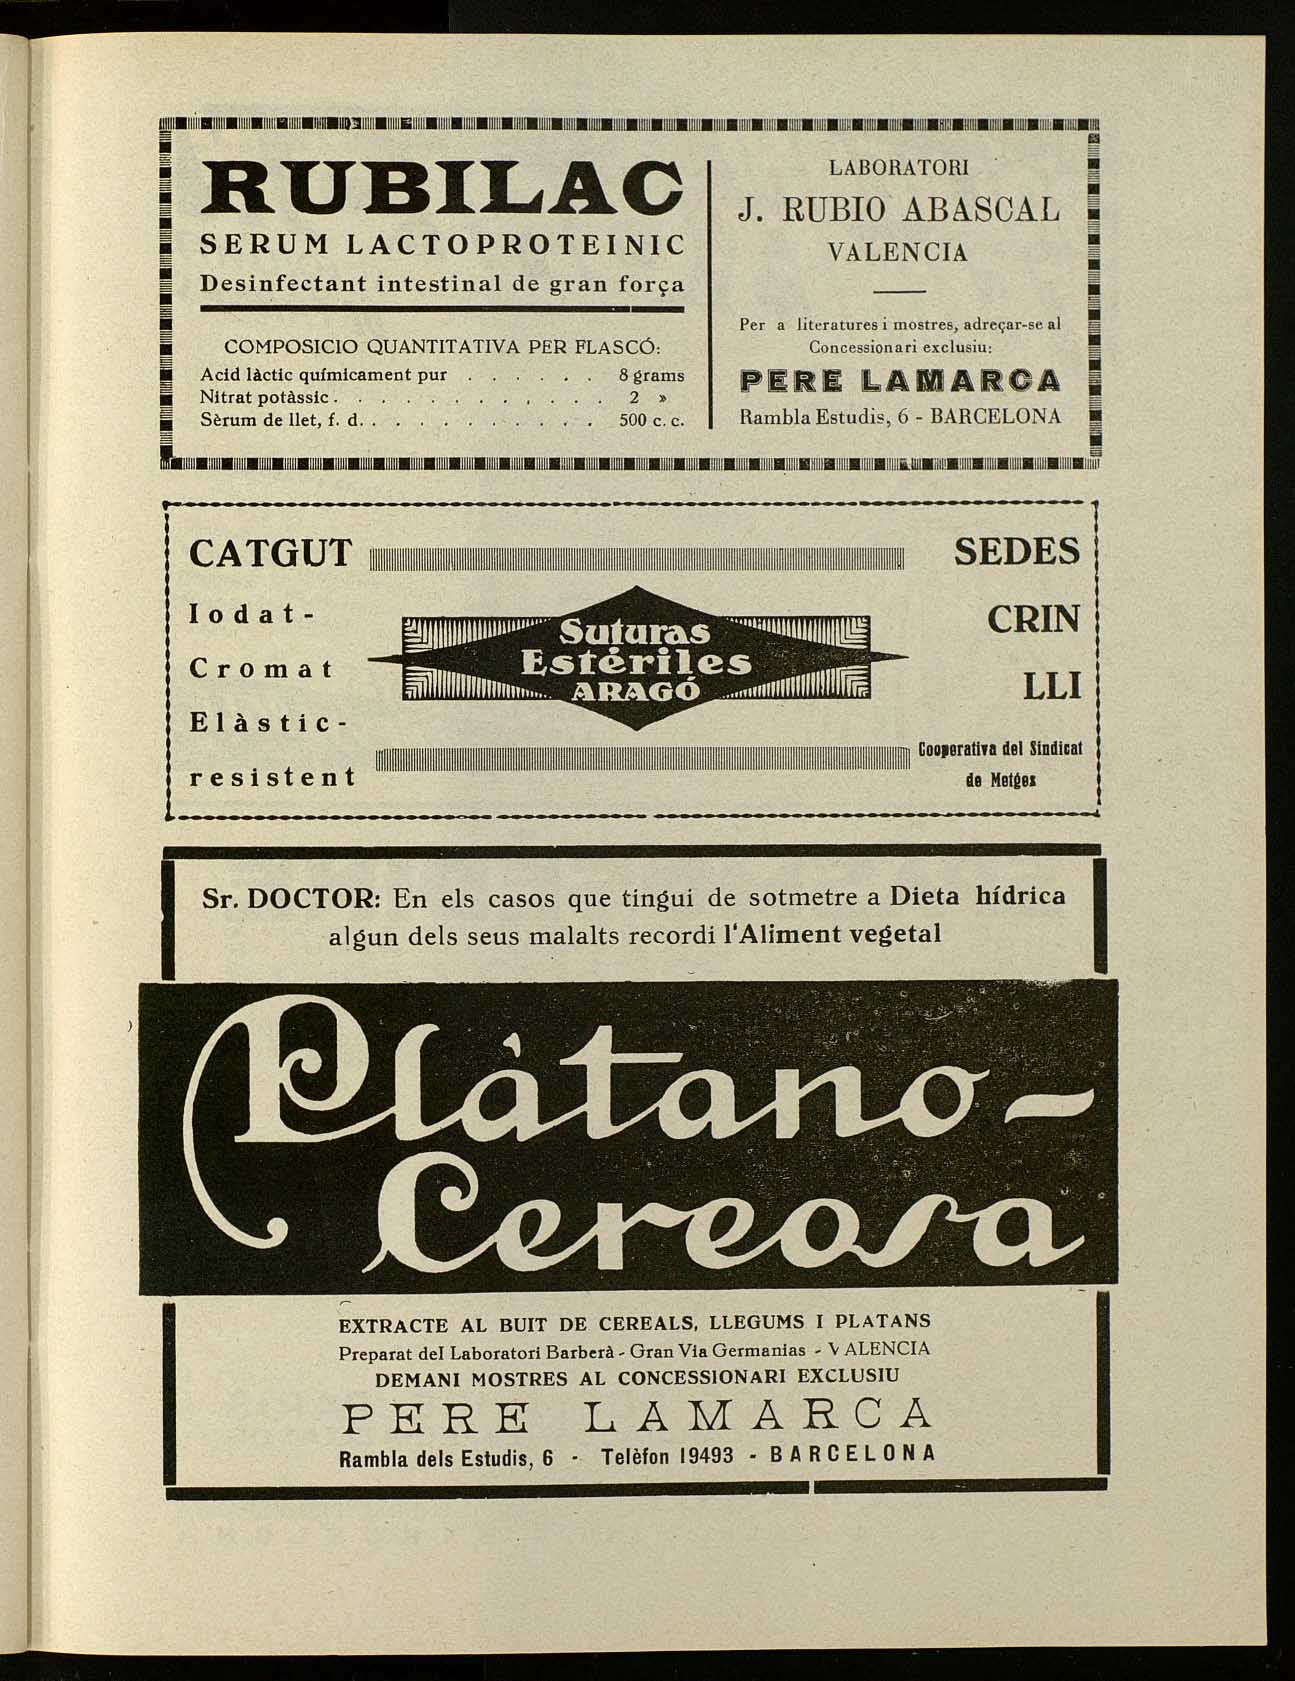 RUBILAC
SERUM LACTOPROTEINIC
Desinfectant intestinal de gran força
COMPOSICIO QUANTITATIVA PER FLASCÓ:
Acid làctic químicament pur . . . . . . 8 grams
Nitrat potàssic . . . . . . . . . . . . 2 »
Sèrum de llet, f. d. . . . . . . . . . . 500 c. c.
LABORATORI
J. RUBIO ABASCAL
VALENCIA
Per a literatures i mostres, adreçar-se al
Concessionari exclusiu:
PERE LAMARCA
Rambla Estudis, 6 - BARCELONA
CATGUT
Iodat-
Cromat
Elàstic-
resistent
Suturas
Estériles
ARAGÓ
SEDES
CRIN
LLI
Cooperativa del Sindicat
de Metges
Sr. DOCTOR: En els casos que tingui de sotmetre a Dieta hídrica
algun dels seus malalts recordi l'Aliment vegetal
Plàtano-
Cereosa
EXTRACTE AL BUIT DE CEREALS, LLEGUMS I PLATANS
Preparat del Laboratori Barberà - Gran Via Germanias - VALENCIA
DEMANI MOSTRES AL CONCESSIONARI EXCLUSIU
PERE LAMARCA
Rambla dels Estudis, 6 - Telèfon 19493 - BARCELONA